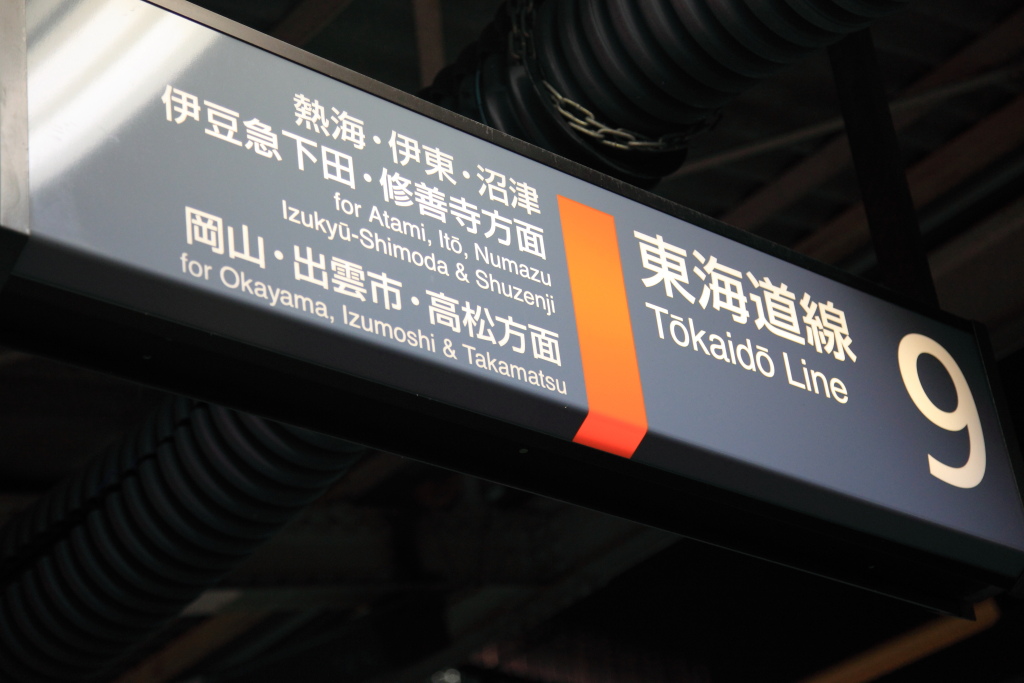 熱海・伊東・沼津
伊豆急下田・修善寺方面
for Atami, Itō, Numazu
Izukyū-Shimoda & Shuzenji
岡山・出雲市・高松方面
for Okayama, Izumoshi & Takamatsu
東海道線
Tōkaidō Line
9